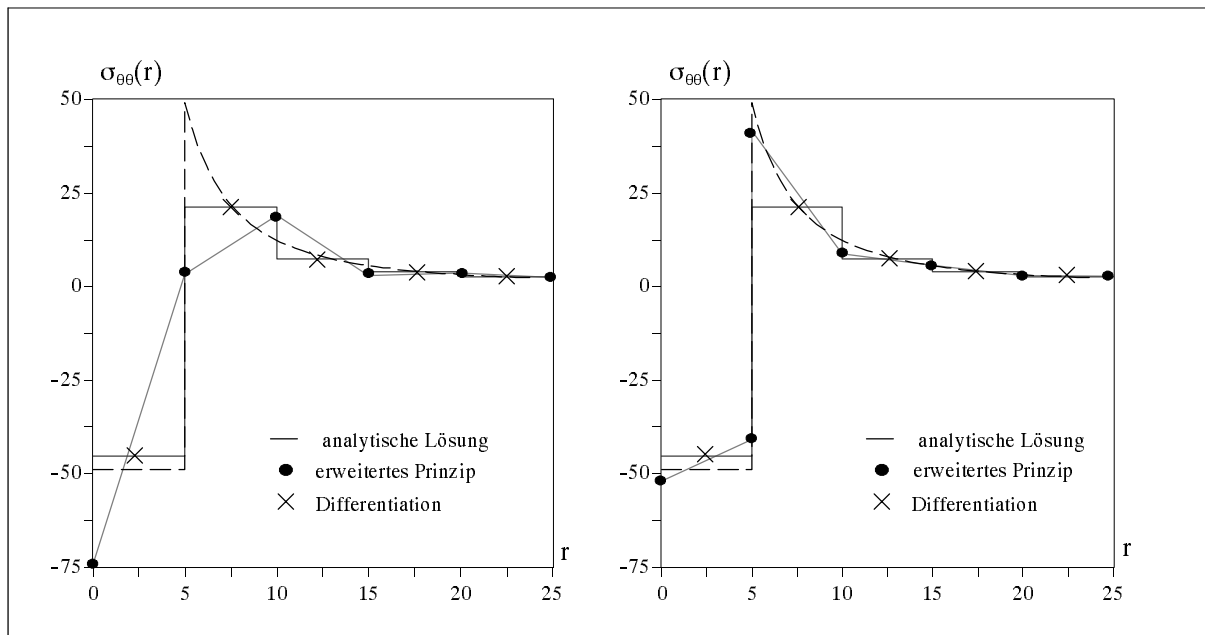 σθθ(r)
50
25
0
-25
-50
-75
0 5 10 15 20 25
r
analytische Lösung
erweitertes Prinzip
Differentiation
σθθ(r)
50
25
0
-25
-50
-75
0 5 10 15 20 25
r
analytische Lösung
erweitertes Prinzip
Differentiation